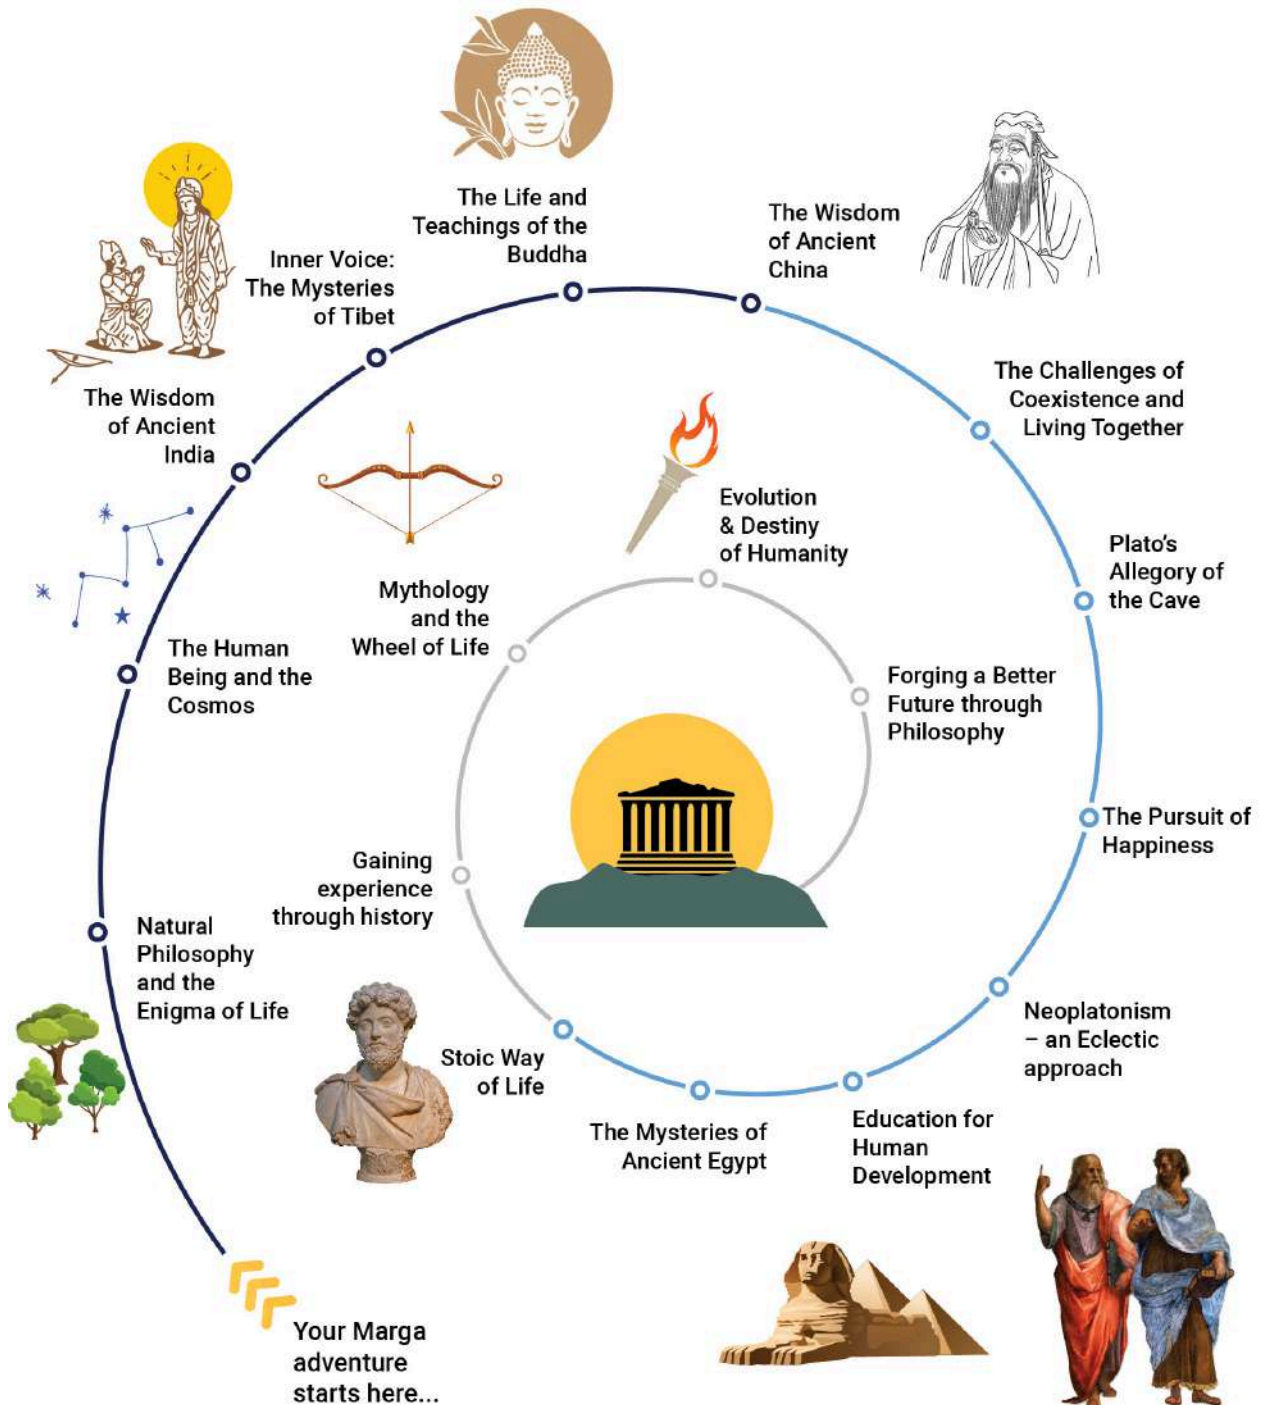 Your Marga
adventure
starts here...
Natural
Philosophy
and the
Enigma of Life
The Human
Being and the
Cosmos
The Wisdom
of Ancient
India
Inner Voice:
The Mysteries
of Tibet
The Life and
Teachings of the
Buddha
The Wisdom
of Ancient
China
The Challenges of
Coexistence and
Living Together
Plato’s
Allegory of
the Cave
The Pursuit of
Happiness
Neoplatonism
– an Eclectic
approach
Education for
Human
Development
The Mysteries of
Ancient Egypt
Stoic Way
of Life
Gaining
experience
through history
Mythology
and the
Wheel of Life
Evolution
& Destiny
of Humanity
Forging a Better
Future through
Philosophy